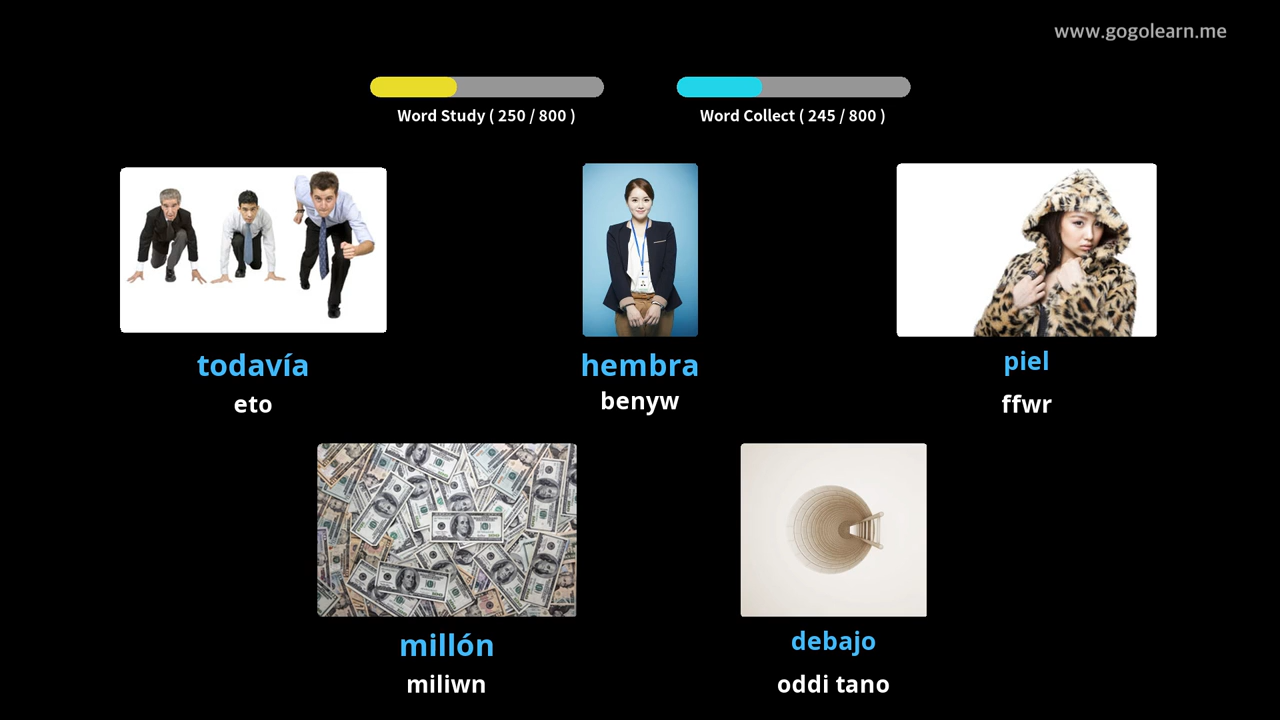 www.gogolearn.me
Word Study ( 250 / 800 )
Word Collect ( 245 / 800 )
todavía
eto
hembra
benyw
piel
ffwr
millón
miliwn
debajo
oddi tano